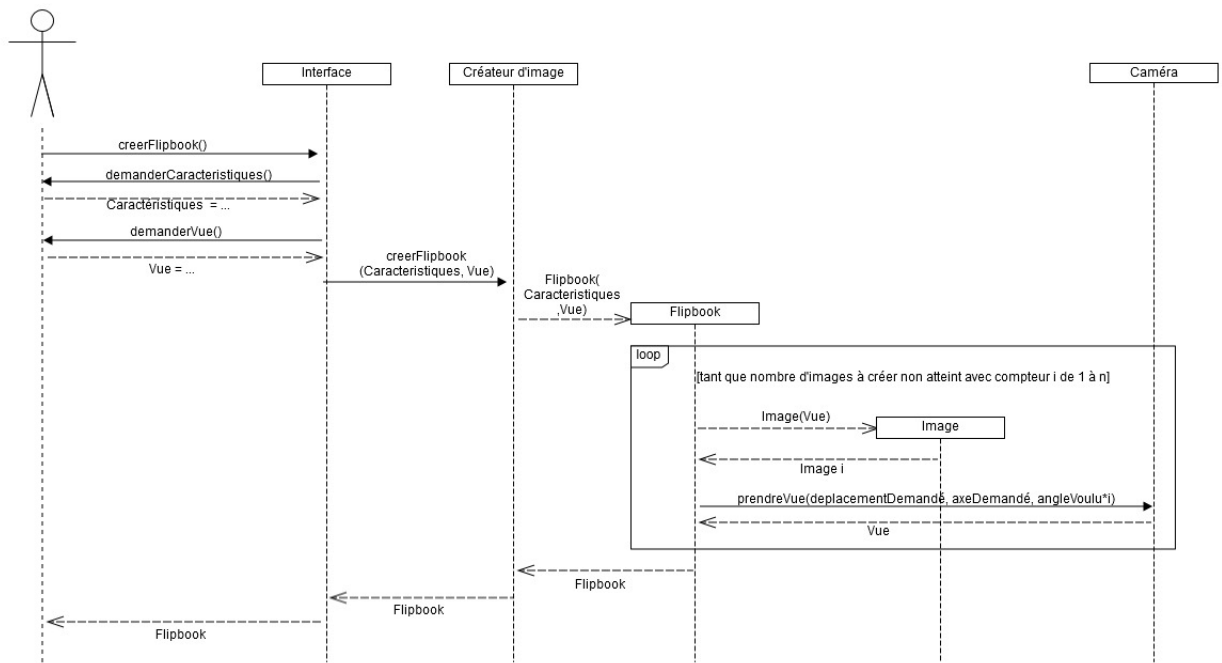 Interface
Créateur d'image
Caméra
creerFlipbook()
demanderCaracteristiques()
Caractéristiques = ...
demanderVue()
Vue = ...
creerFlipbook
(Caracteristiques, Vue)
Flipbook(
Caracteristiques
,Vue)
Flipbook
loop
[tant que nombre d'images à créer non atteint avec compteur i de 1 à n]
Image(Vue)
Image
Image i
prendreVue(deplacementDemandé, axeDemandé, angleVoulu*i)
Vue
Flipbook
Flipbook
Flipbook